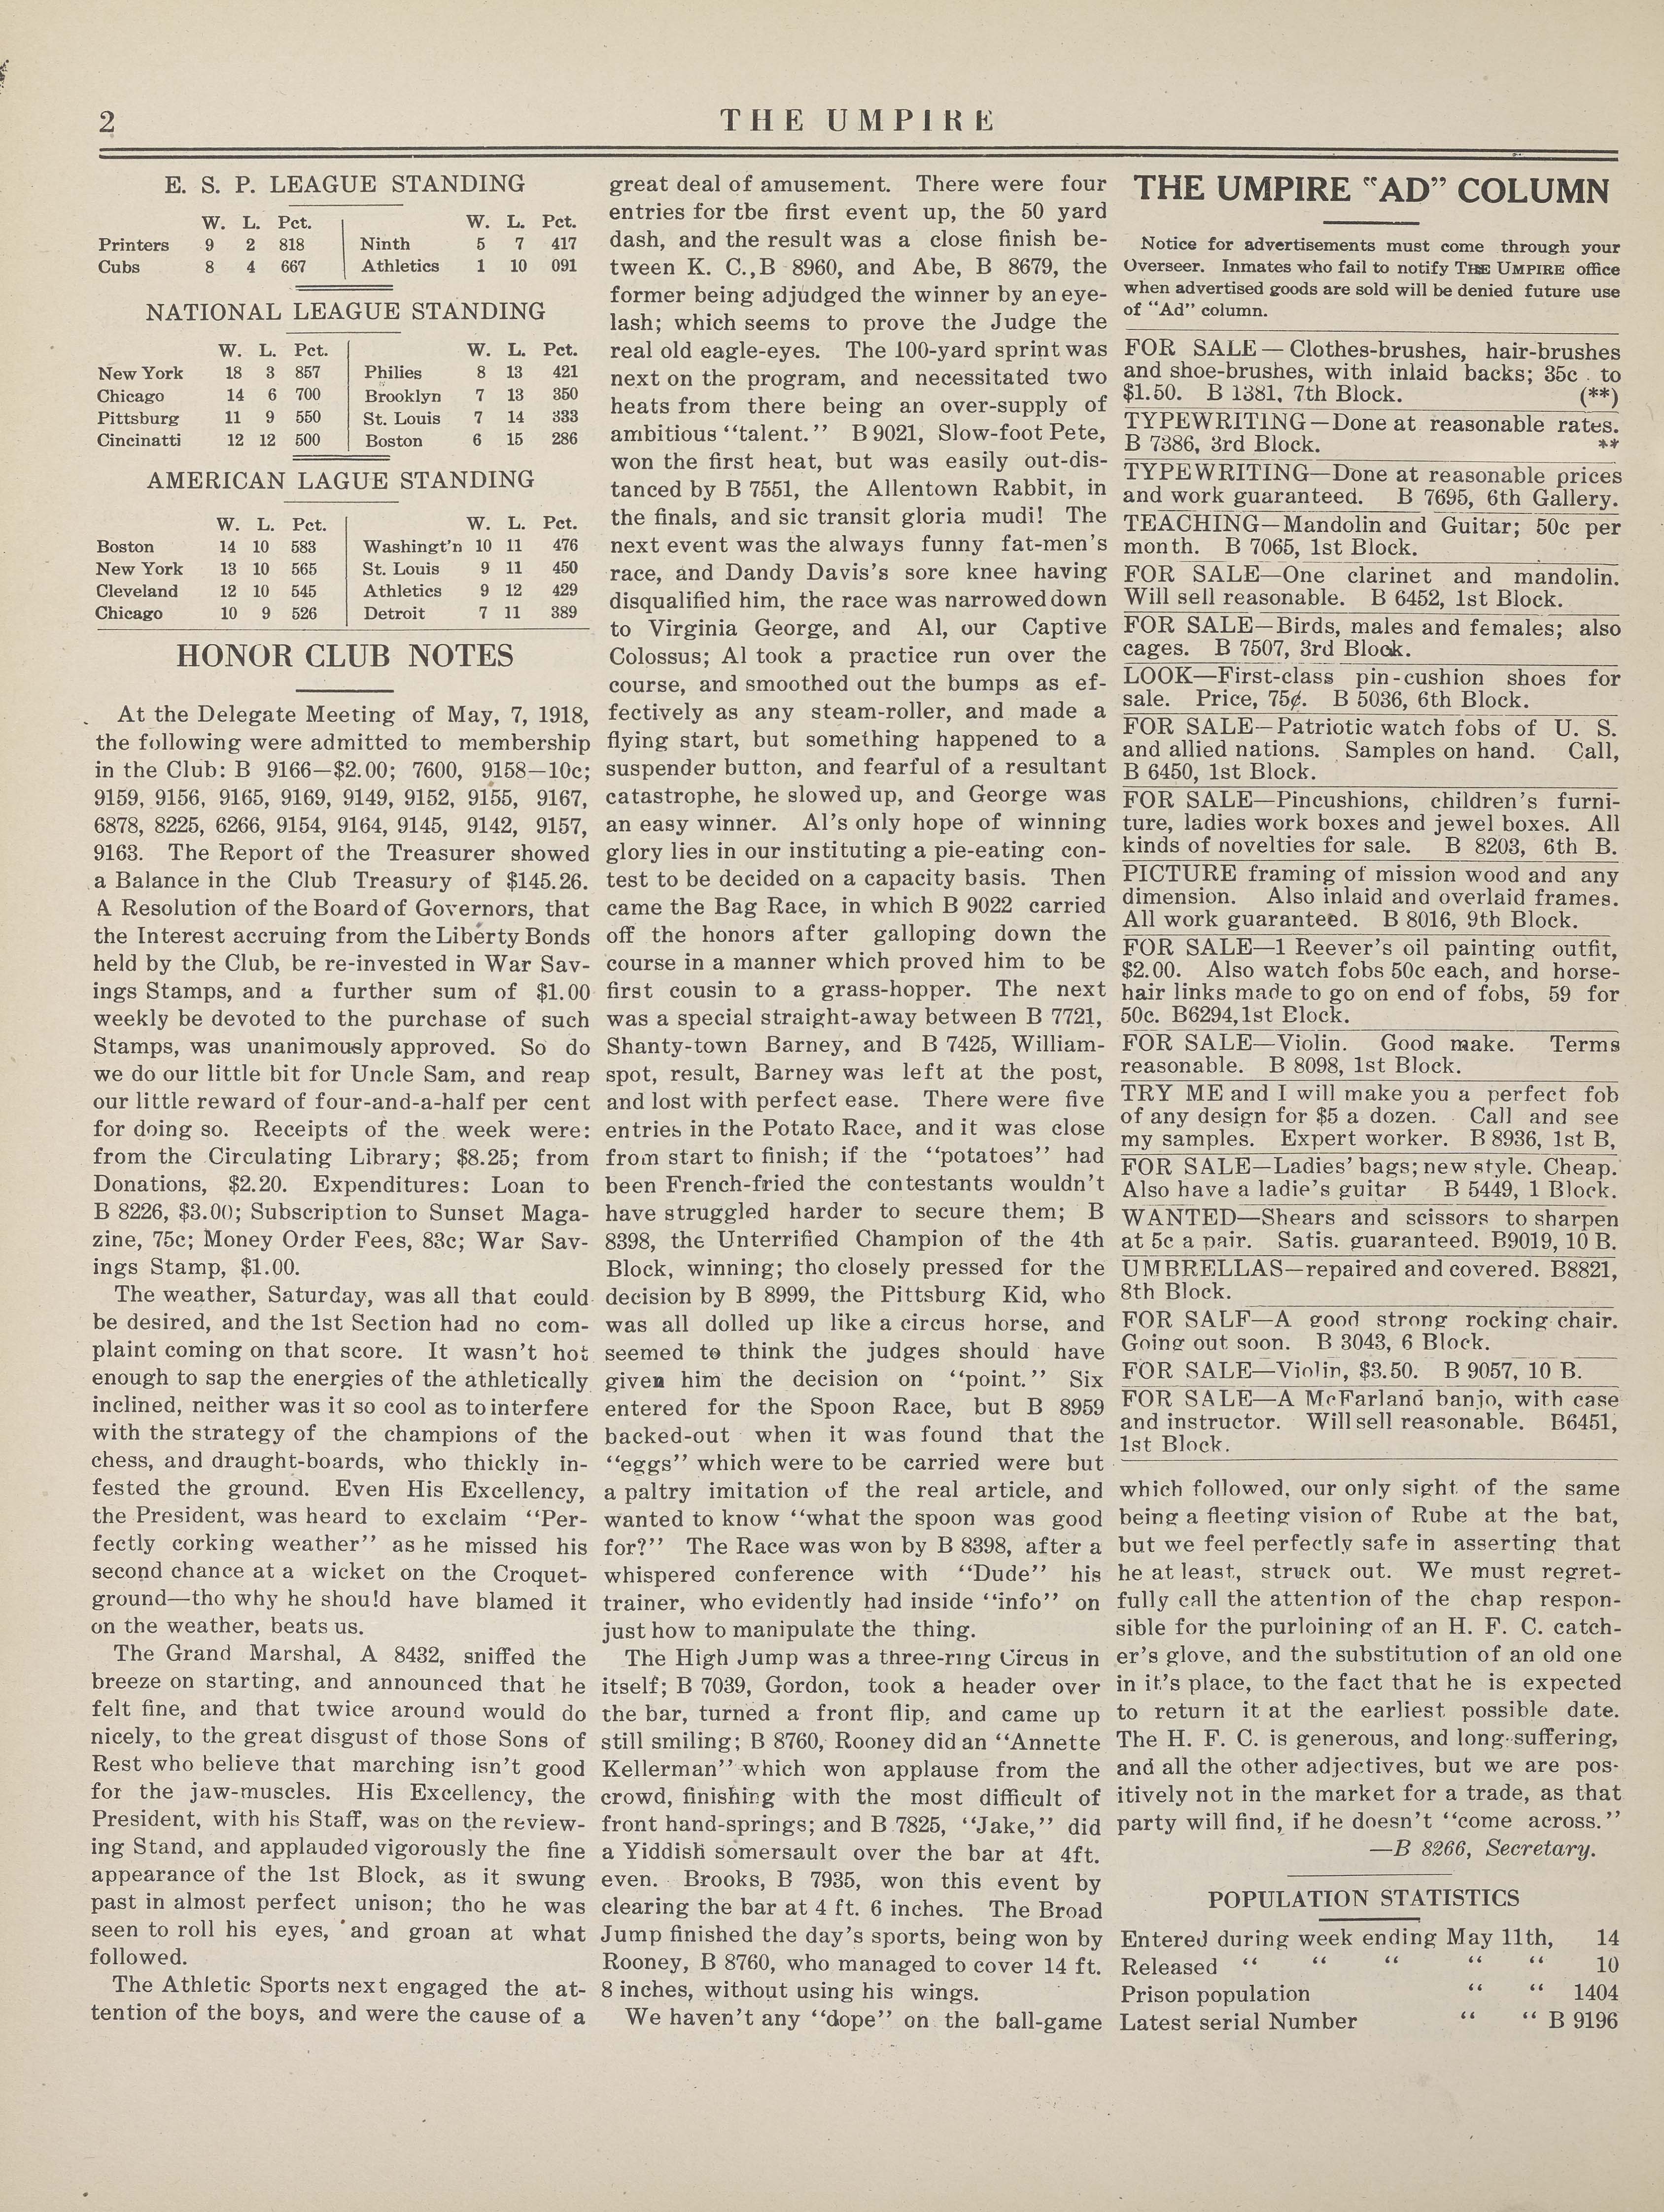 2
THE UMPIRE
E. S. P. LEAGUE STANDING
W. L. Pct. W. L. Pct.
Printers 9 2 818 Ninth 5 7 417
Cubs 8 4 667 Athletics 1 10 091
NATIONAL LEAGUE STANDING
W. L. Pct. W. L. Pct.
New York 18 3 857 Philies 8 13 421
Chicago 14 6 700 Brooklyn 7 13 350
Pittsburg 11 9 550 St. Louis 7 14 333
Cincinatti 12 12 500 Boston 6 15 286
AMERICAN LAGUE STANDING
W. L. Pct. W. L. Pct.
Boston 14 10 583 Washingt'n 10 11 476
New York 13 10 565 St. Louis 9 11 450
Cleveland 12 10 545 Athletics 9 12 429
Chicago 10 9 526 Detroit 7 11 389
HONOR CLUB NOTES
At the Delegate Meeting of May, 7, 1918,
the following were admitted to membership
in the Club: B 9166—$2.00; 7600, 9158—10c;
9159, 9156, 9165, 9169, 9149, 9152, 9155, 9167,
6878, 8225, 6266, 9154, 9164, 9145, 9142, 9157,
9163. The Report of the Treasurer showed
a Balance in the Club Treasury of $145.26.
A Resolution of the Board of Governors, that
the Interest accruing from the Liberty Bonds
held by the Club, be re-invested in War Sav-
ings Stamps, and a further sum of $1.00
weekly be devoted to the purchase of such
Stamps, was unanimously approved. So do
we do our little bit for Uncle Sam, and reap
our little reward of four-and-a-half per cent
for doing so. Receipts of the week were:
from the Circulating Library; $8.25; from
Donations, $2.20. Expenditures: Loan to
B 8226, $3.00; Subscription to Sunset Maga-
zine, 75c; Money Order Fees, 83c; War Sav-
ings Stamp, $1.00.
The weather, Saturday, was all that could
be desired, and the 1st Section had no com-
plaint coming on that score. It wasn't hot
enough to sap the energies of the athletically
inclined, neither was it so cool as to interfere
with the strategy of the champions of the
chess, and draught-boards, who thickly in-
fested the ground. Even His Excellency,
the President, was heard to exclaim "Per-
fectly corking weather" as he missed his
second chance at a wicket on the Croquet-
ground—tho why he should have blamed it
on the weather, beats us.
The Grand Marshal, A 8432, sniffed the
breeze on starting, and announced that he
felt fine, and that twice around would do
nicely, to the great disgust of those Sons of
Rest who believe that marching isn't good
for the jaw-muscles. His Excellency, the
President, with his Staff, was on the review-
ing Stand, and applauded vigorously the fine
appearance of the 1st Block, as it swung
past in almost perfect unison; tho he was
seen to roll his eyes, and groan at what
followed.
The Athletic Sports next engaged the at-
tention of the boys, and were the cause of a
great deal of amusement. There were four
entries for tbe first event up, the 50 yard
dash, and the result was a close finish be-
tween K. C., B 8960, and Abe, B 8679, the
former being adjudged the winner by an eye-
lash; which seems to prove the Judge the
real old eagle-eyes. The 100-yard sprint was
next on the program, and necessitated two
heats from there being an over-supply of
ambitious "talent." B 9021, Slow-foot Pete,
won the first heat, but was easily out-dis-
tanced by B 7551, the Allentown Rabbit, in
the finals, and sic transit gloria mudi! The
next event was the always funny fat-men's
race, and Dandy Davis's sore knee having
disqualified him, the race was narrowed down
to Virginia George, and Al, our Captive
Colossus; Al took a practice run over the
course, and smoothed out the bumps as ef-
fectively as any steam-roller, and made a
flying start, but something happened to a
suspender button, and fearful of a resultant
catastrophe, he slowed up, and George was
an easy winner. Al's only hope of winning
glory lies in our instituting a pie-eating con-
test to be decided on a capacity basis. Then
came the Bag Race, in which B 9022 carried
off the honors after galloping down the
course in a manner which proved him to be
first cousin to a grass-hopper. The next
was a special straight-away between B 7721,
Shanty-town Barney, and B 7425, William-
spot, result, Barney was left at the post,
and lost with perfect ease. There were five
entries in the Potato Race, and it was close
from start to finish; if the "potatoes" had
been French-fried the contestants wouldn't
have struggled harder to secure them; B
8398, the Unterrified Champion of the 4th
Block, winning; tho closely pressed for the
decision by B 8999, the Pittsburg Kid, who
was all dolled up like a circus horse, and
seemed to think the judges should have
given him the decision on "point." Six
entered for the Spoon Race, but B 8959
backed-out when it was found that the
"eggs" which were to be carried were but
a paltry imitation of the real article, and
wanted to know "what the spoon was good
for?" The Race was won by B 8398, after a
whispered conference with "Dude" his
trainer, who evidently had inside "info" on
just how to manipulate the thing.
The High Jump was a three-ring Circus in
itself; B 7039, Gordon, took a header over
the bar, turned a front flip, and came up
still smiling; B 8760, Rooney did an "Annette
Kellerman" which won applause from the
crowd, finishing with the most difficult of
front hand-springs; and B 7825, "Jake," did
a Yiddish somersault over the bar at 4ft.
even. Brooks, B 7935, won this event by
clearing the bar at 4 ft. 6 inches. The Broad
Jump finished the day's sports, being won by
Rooney, B 8760, who managed to cover 14 ft.
8 inches, without using his wings.
We haven't any "dope" on the ball-game
THE UMPIRE "AD" COLUMN
Notice for advertisements must come through your
Overseer. Inmates who fail to notify THE UMPIRE office
when advertised goods are sold will be denied future use
of "Ad" column.
FOR SALE—Clothes-brushes, hair-brushes
and shoe-brushes, with inlaid backs; 35c to
$1.50. B 1381, 7th Block. (**)
TYPEWRITING—Done at reasonable rates.
B 7386, 3rd Block. **
TYPEWRITING—Done at reasonable prices
and work guaranteed. B 7695, 6th Gallery.
TEACHING—Mandolin and Guitar; 50c per
month. B 7065, 1st Block.
FOR SALE—One clarinet and mandolin.
Will sell reasonable. B 6452, 1st Block.
FOR SALE—Birds, males and females; also
cages. B 7507, 3rd Block.
LOOK—First-class pin-cushion shoes for
sale. Price, 75¢. B 5036, 6th Block.
FOR SALE—Patriotic watch fobs of U. S.
and allied nations. Samples on hand. Call,
B 6450, 1st Block.
FOR SALE—Pincushions, children's furni-
ture, ladies work boxes and jewel boxes. All
kinds of novelties for sale. B 8203, 6th B.
PICTURE framing of mission wood and any
dimension. Also inlaid and overlaid frames.
All work guaranteed. B 8016, 9th Block.
FOR SALE—1 Reever's oil painting outfit,
$2.00. Also watch fobs 50c each, and horse-
hair links made to go on end of fobs, 59 for
50c. B6294, 1st Block.
FOR SALE—Violin. Good make. Terms
reasonable. B 8098, 1st Block.
TRY ME and I will make you a perfect fob
of any design for $5 a dozen. Call and see
my samples. Expert worker. B 8936, 1st B,
FOR SALE—Ladies' bags; new style. Cheap.
Also have a ladie's guitar B 5449, 1 Block.
WANTED—Shears and scissors to sharpen
at 5c a pair. Satis. guaranteed. B9019, 10 B.
UMBRELLAS—repaired and covered. B8821,
8th Block.
FOR SALE—A good strong rocking chair.
Going out soon. B 3043, 6 Block.
FOR SALE—Violin, $3.50. B 9057, 10 B.
FOR SALE—A McFarland banjo, with case
and instructor. Will sell reasonable. B6451,
1st Block.
which followed, our only sight of the same
being a fleeting vision of Rube at the bat,
but we feel perfectly safe in asserting that
he at least, struck out. We must regret-
fully call the attention of the chap respon-
sible for the purloining of an H. F. C. catch-
er's glove, and the substitution of an old one
in it's place, to the fact that he is expected
to return it at the earliest possible date.
The H. F. C. is generous, and long-suffering,
and all the other adjectives, but we are pos-
itively not in the market for a trade, as that
party will find, if he doesn't "come across."
—B 8266, Secretary.
POPULATION STATISTICS
Entered during week ending May 11th, 14
Released " " " " " 10
Prison population " " 1404
Latest serial Number " " B 9196